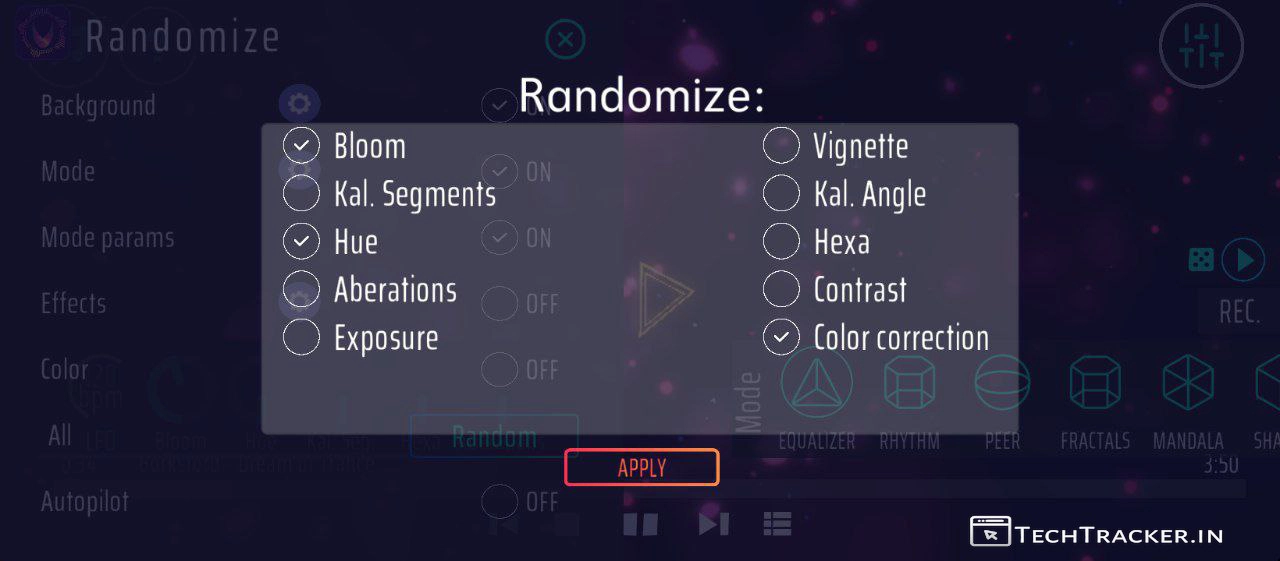 Randomize
Randomize:
Background
Bloom
Vignette
Mode
ON
Kal. Segments
Kal. Angle
Mode params
ON
Hue
Hexa
Effects
OFF
Aberations
Contrast
REC.
Exposure
Color correction
Color
OFF
Mode
All
Random
EQUALIZER
RHYTHM
PEER
FRACTALS
MANDALA
APPLY
3:50
Autopilot
OFF
TECHTRACKER.IN